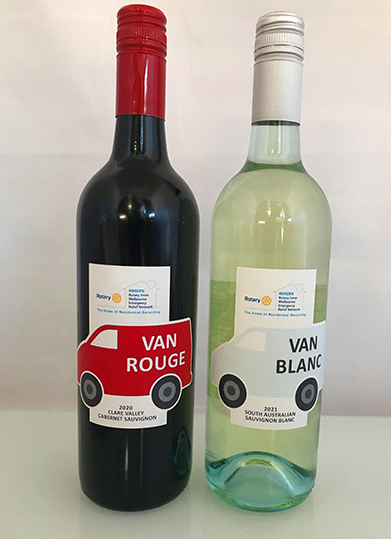 Rotary
RIMERN
Rotary Inner
Melbourne
Emergency
Relief Network
The Home of Residential Recycling
VAN
ROUGE
2020
CLARE VALLEY
CABERNET SAUVIGNON
Rotary
RIMERN
Rotary Inner
Melbourne
Emergency
Relief Network
The Home of Residential Recycling
VAN
BLANC
2021
SOUTH AUSTRALIAN
SAUVIGNON BLANC